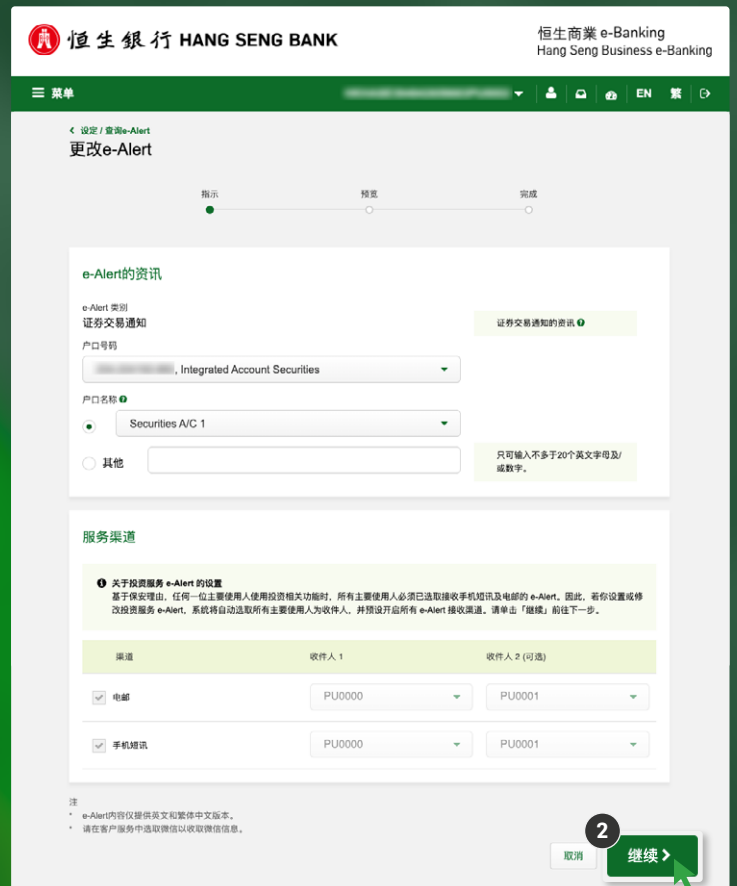 恒生銀行 HANG SENG BANK
恒生商業 e-Banking
Hang Seng Business e-Banking
菜单
EN 繁
设定 / 查询e-Alert
更改e-Alert
指示 预览 完成
e-Alert的资讯
e-Alert 类别
证券交易通知
证券交易通知的资讯
户口号码
, Integrated Account Securities
户口名称
Securities A/C 1
其他
只可输入不多于20个英文字母及/
或数字。
服务渠道
关于投资服务 e-Alert 的设置
基于保安理由，任何一位主要使用人使用投资相关功能时，所有主要使用人必须已选取接收手机短讯及电邮的 e-Alert。因此，若你设置或修
改投资服务 e-Alert，系统将自动选取所有主要使用人为收件人，并预设开启所有 e-Alert 接收渠道。请单击「继续」前往下一步。
渠道 收件人 1 收件人 2 (可选)
电邮 PU0000 PU0001
手机短讯 PU0000 PU0001
注
* e-Alert内容仅提供英文和繁体中文版本。
* 请在客户服务中选取微信以收取微信信息。
2
取消 继续